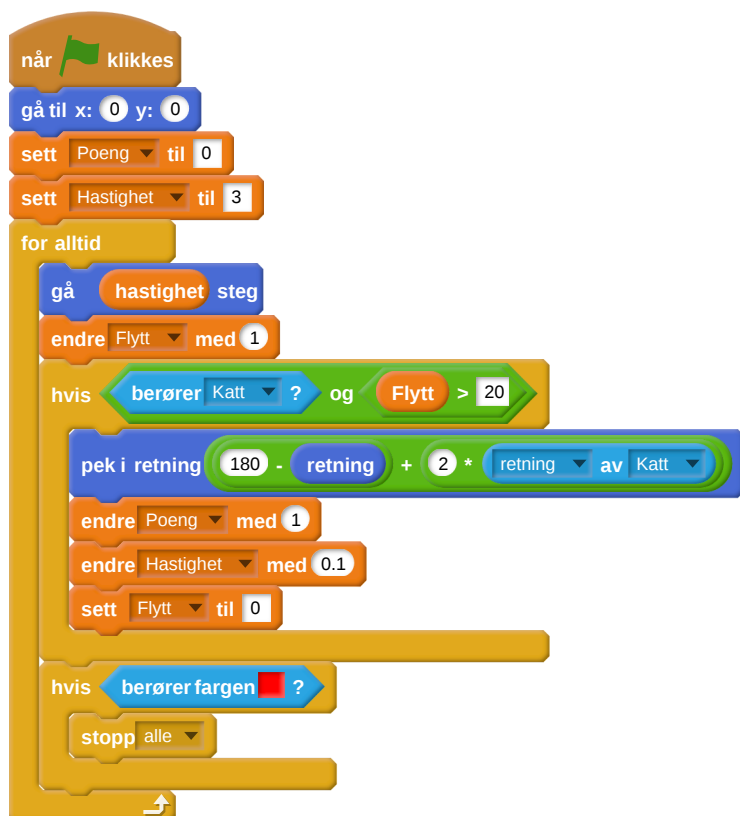 når klikkes
gå til x: 0 y: 0
sett Poeng til 0
sett Hastighet til 3
for alltid
gå hastighet steg
endre Flytt med 1
hvis berører Katt ? og Flytt > 20
pek i retning 180 - retning + 2 * retning av Katt
endre Poeng med 1
endre Hastighet med 0.1
sett Flytt til 0
hvis berører fargen ?
stopp alle